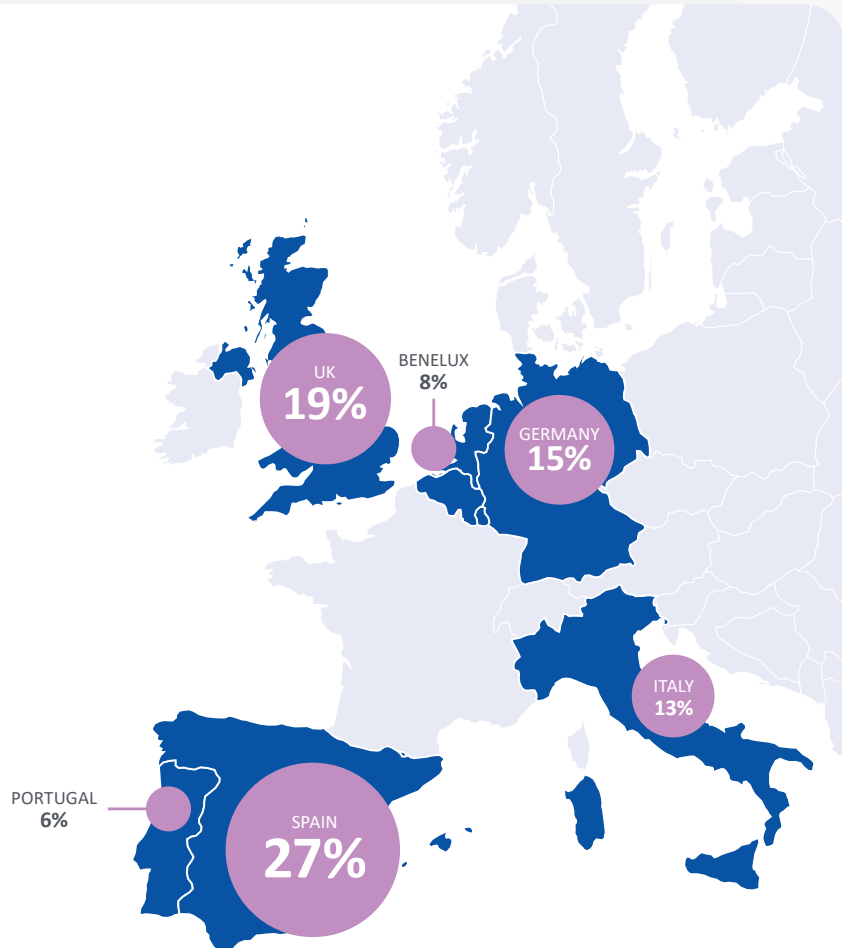 UK
19%
BENELUX
8%
GERMANY
15%
ITALY
13%
PORTUGAL
6%
SPAIN
27%